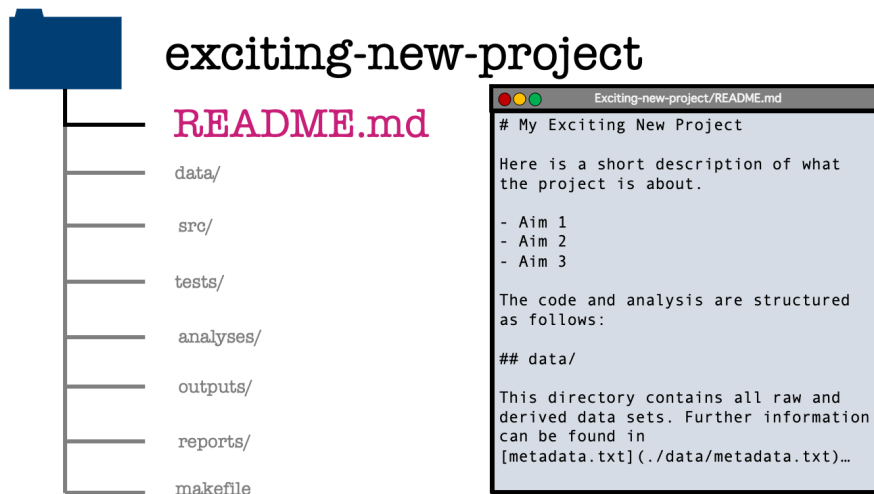 exciting-new-project
README.md
data/
src/
tests/
analyses/
outputs/
reports/
makefile
Exciting-new-project/README.md
# My Exciting New Project
Here is a short description of what
the project is about.
- Aim 1
- Aim 2
- Aim 3
The code and analysis are structured
as follows:
## data/
This directory contains all raw and
derived data sets. Further information
can be found in
[metadata.txt](./data/metadata.txt)…